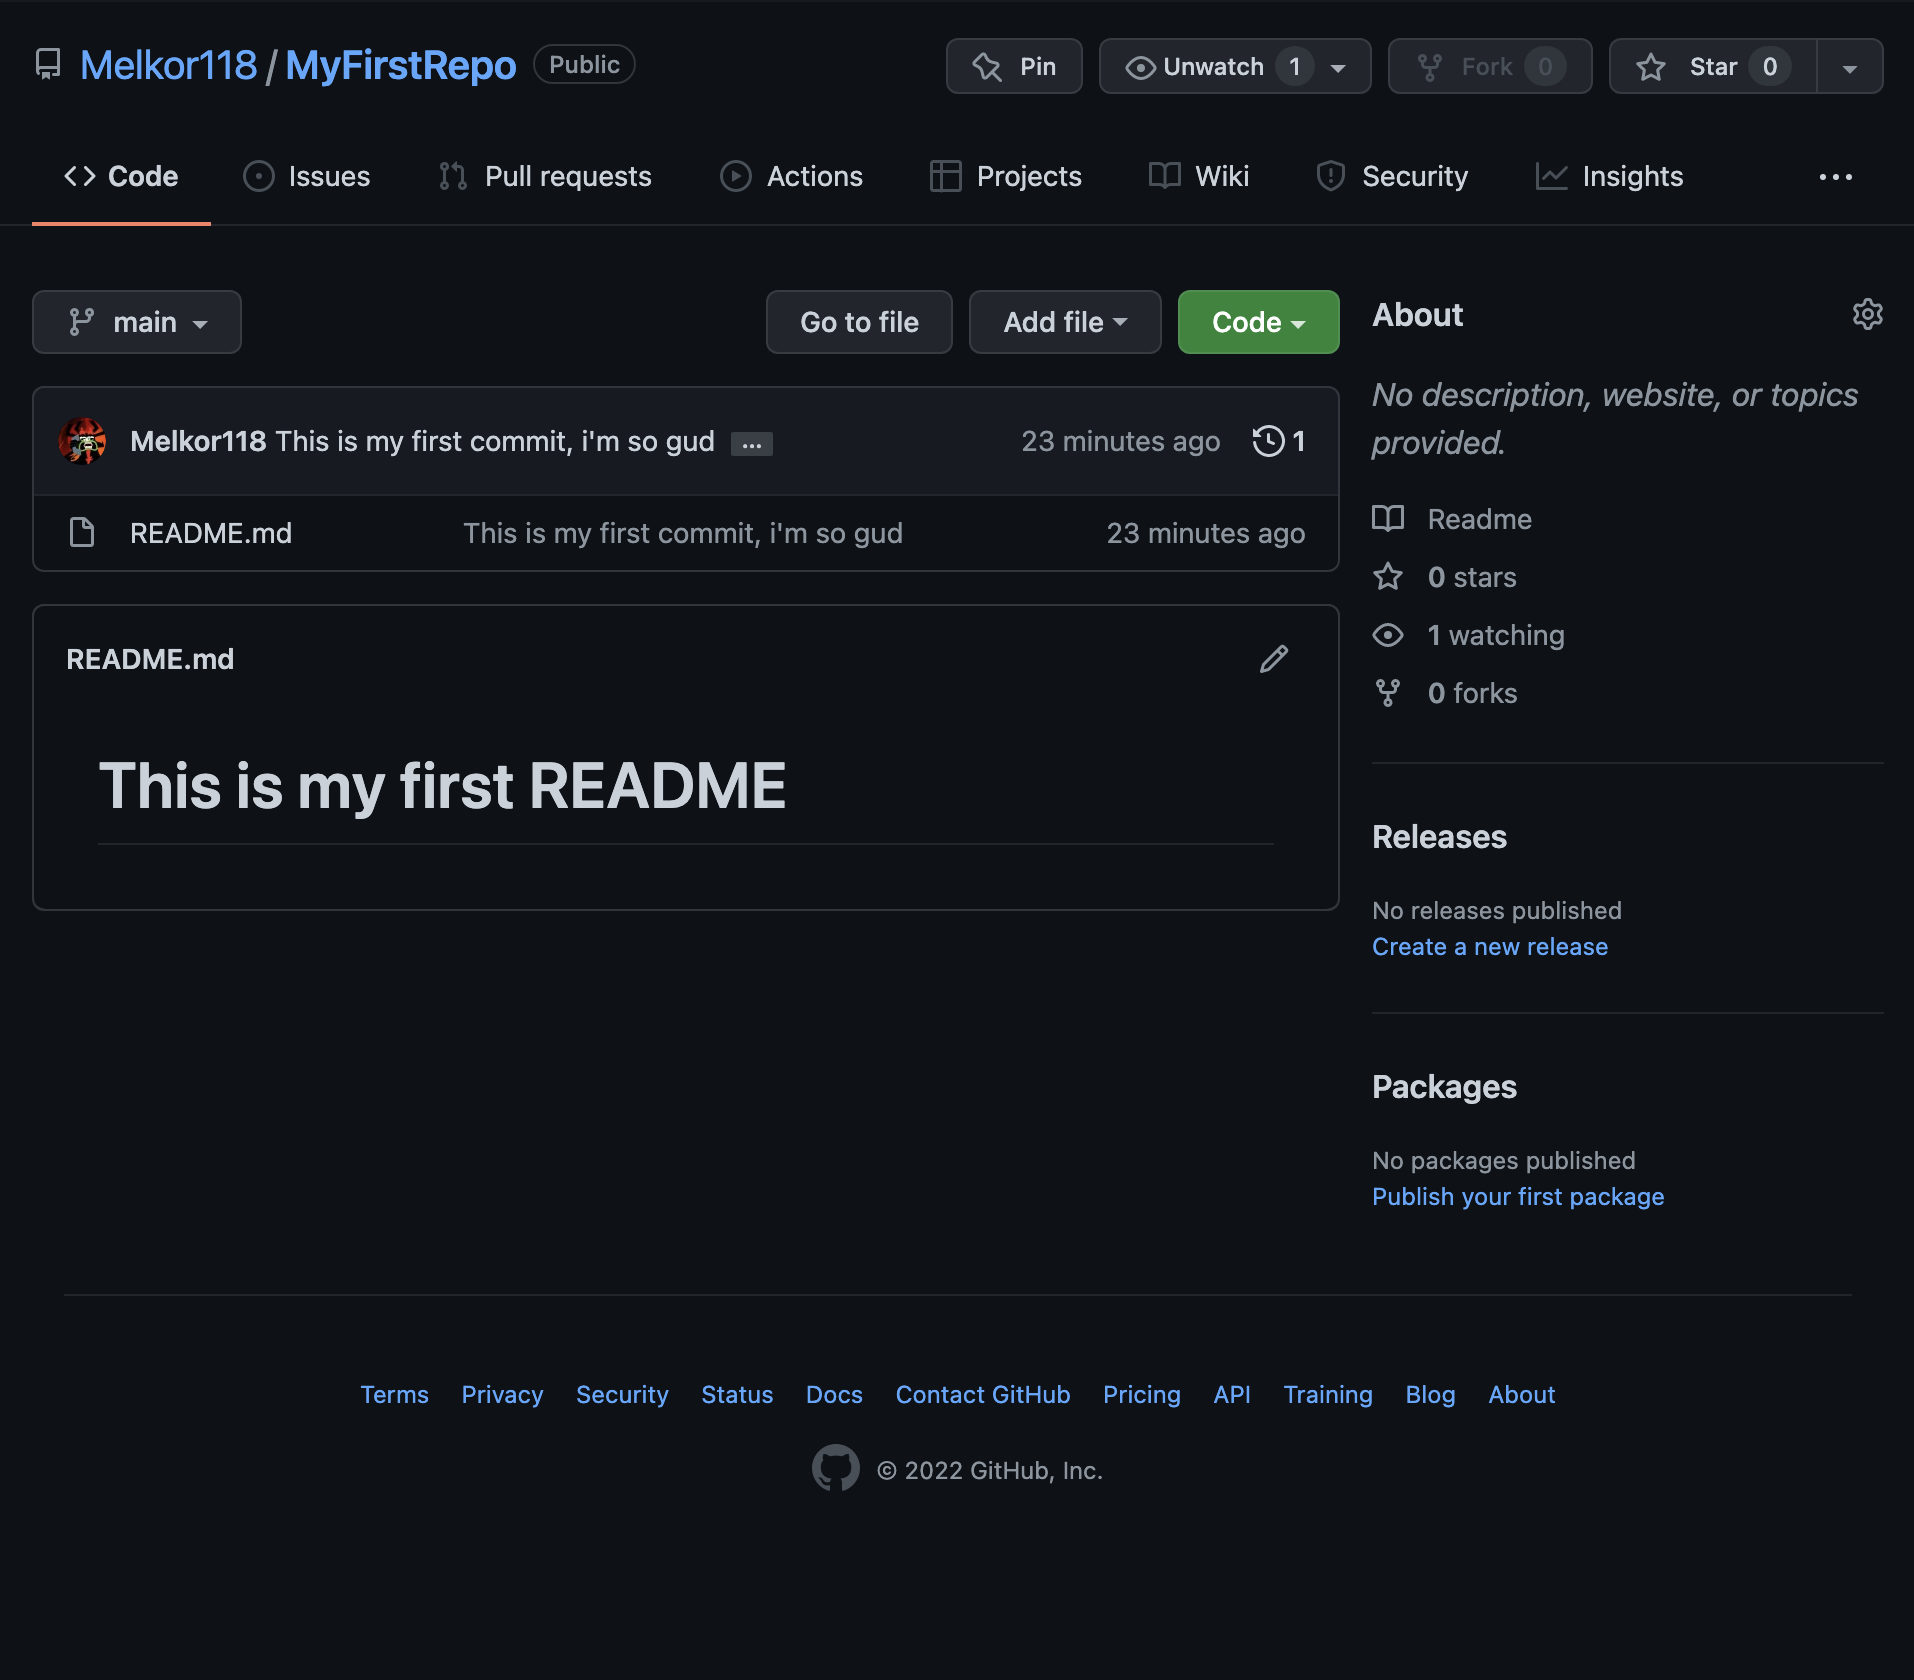 Melkor118 / MyFirstRepo Public Pin Unwatch 1 Fork 0 Star 0
Code Issues Pull requests Actions Projects Wiki Security Insights ...
main Go to file Add file Code
Melkor118 This is my first commit, i'm so gud ... 23 minutes ago 1
README.md This is my first commit, i'm so gud 23 minutes ago
README.md
This is my first README
About
No description, website, or topics
provided.
Readme
0 stars
1 watching
0 forks
Releases
No releases published
Create a new release
Packages
No packages published
Publish your first package
Terms Privacy Security Status Docs Contact GitHub Pricing API Training Blog About
© 2022 GitHub, Inc.